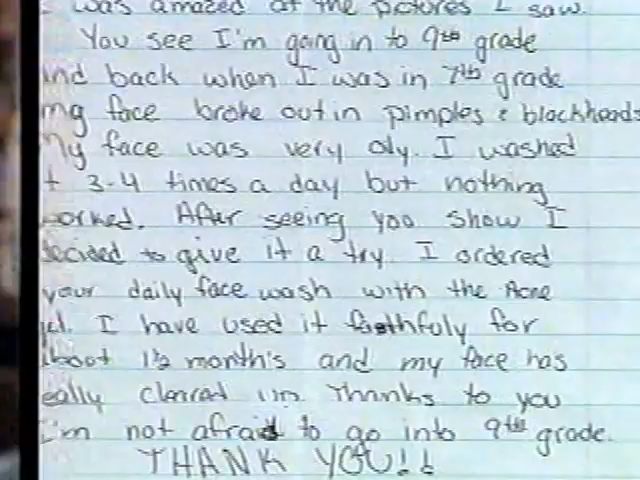 I was amazed at the pictures I saw.
You see I'm going in to 9th grade
and back when I was in 7th grade
my face broke out in pimples & blackheads
My face was very oly. I washed
t 3-4 times a day but nothing
worked. After seeing you show I
decided to give it a try. I ordered
your daily face wash with the Acne
gel. I have used it faithfuly for
about 1½ month's and my face has
really cleared up. Thanks to you
I'm not afraid to go into 9th grade.
THANK YOU!!